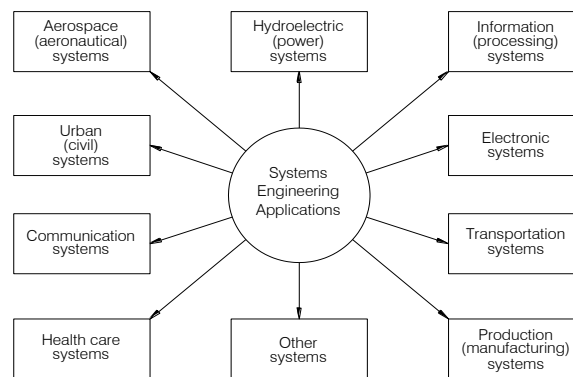 Aerospace
(aeronautical)
systems
Hydroelectric
(power)
systems
Information
(processing)
systems
Urban
(civil)
systems
Systems
Engineering
Applications
Electronic
systems
Communication
systems
Transportation
systems
Health care
systems
Other
systems
Production
(manufacturing)
systems